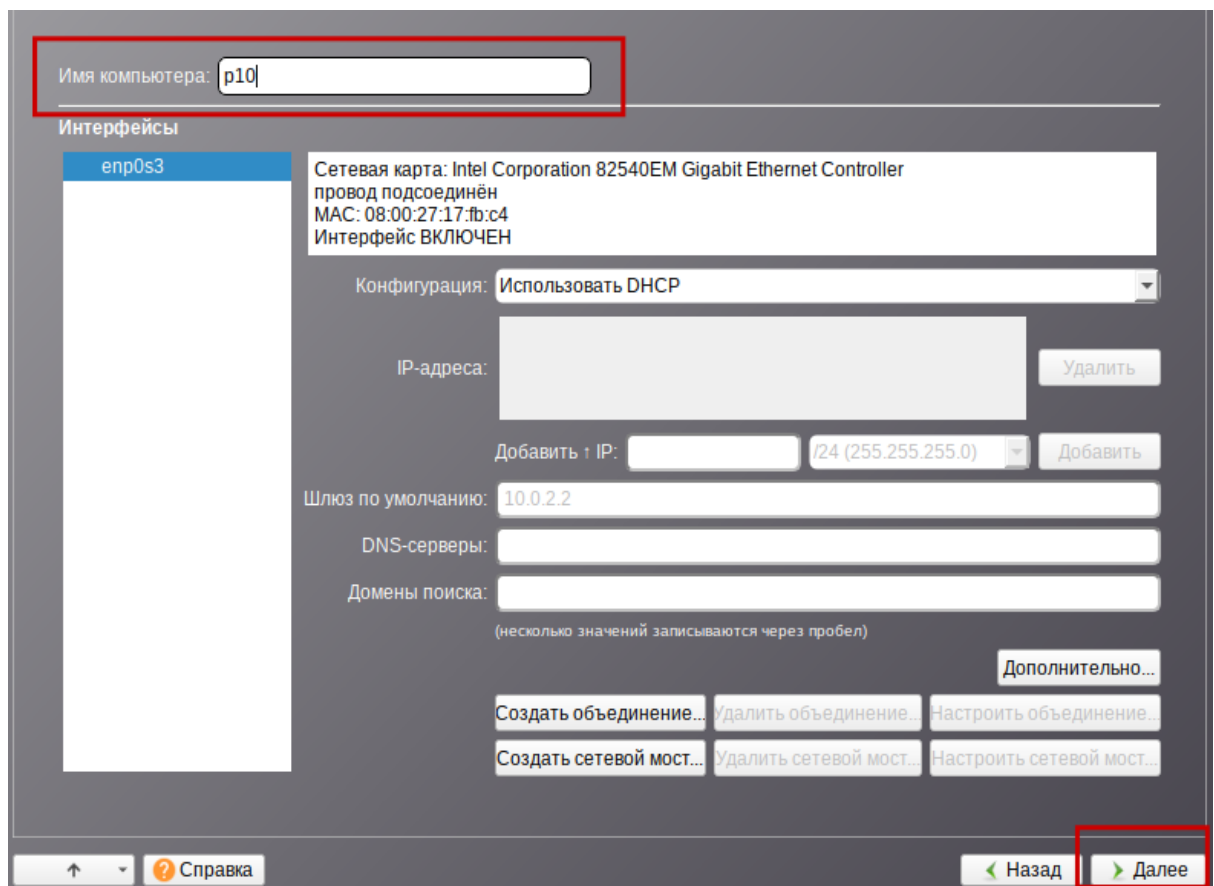 Имя компьютера: p10
Интерфейсы
enp0s3
Сетевая карта: Intel Corporation 82540EM Gigabit Ethernet Controller
провод подсоединён
MAC: 08:00:27:17:fb:c4
Интерфейс ВКЛЮЧЕН
Конфигурация: Использовать DHCP
IP-адреса: Удалить
Добавить ↑ IP: /24 (255.255.255.0) Добавить
Шлюз по умолчанию: 10.0.2.2
DNS-серверы:
Домены поиска:
(несколько значений записываются через пробел)
Дополнительно...
Создать объединение... Удалить объединение... Настроить объединение...
Создать сетевой мост... Удалить сетевой мост... Настроить сетевой мост...
Справка Назад Далее